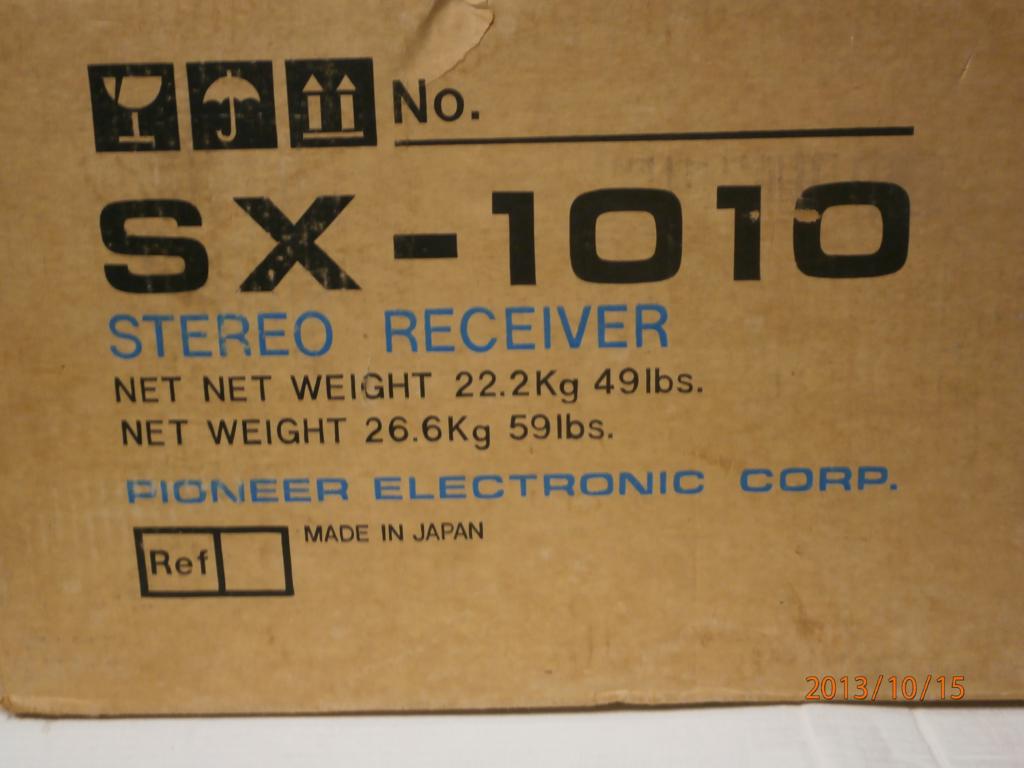 No.
SX-1010
STEREO RECEIVER
NET NET WEIGHT 22.2Kg 49lbs.
NET WEIGHT 26.6Kg 59lbs.
PIONEER ELECTRONIC CORP.
MADE IN JAPAN
Ref
2013/10/15